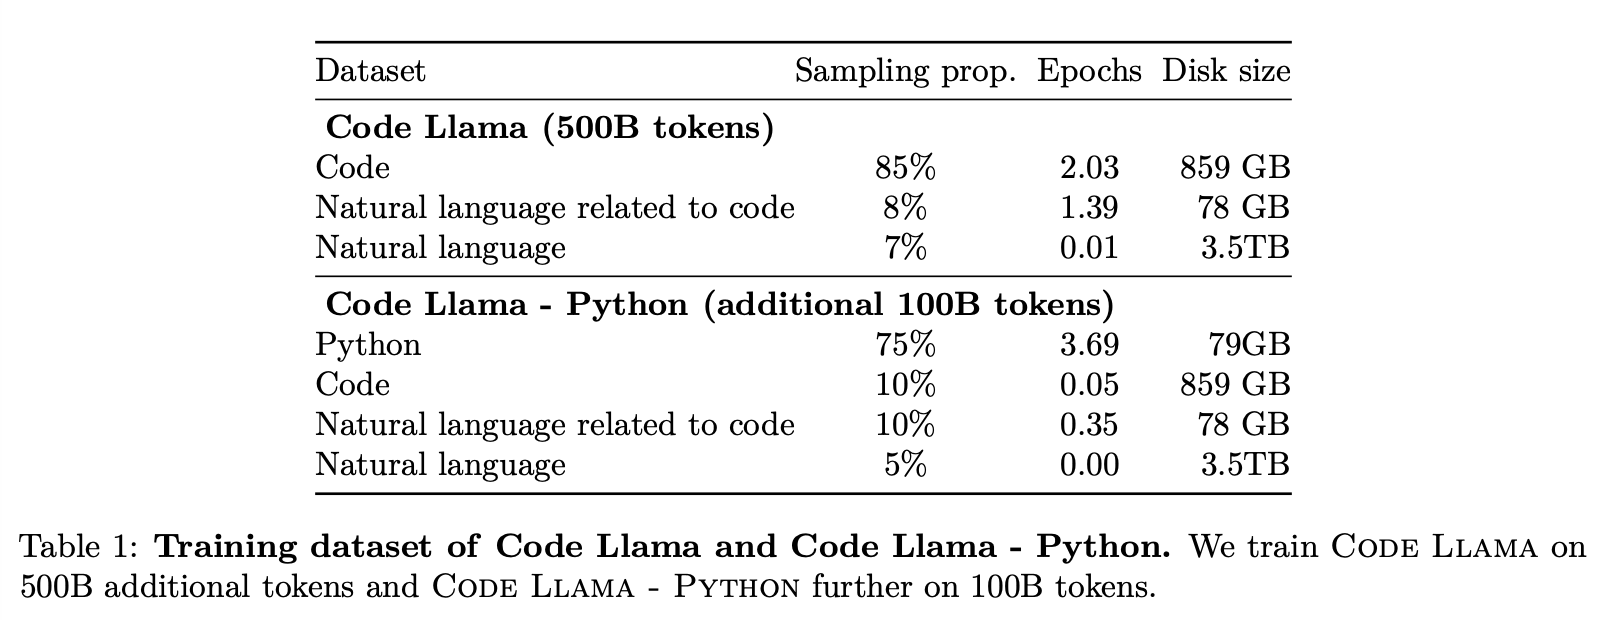 Dataset Sampling prop. Epochs Disk size
Code Llama (500B tokens)
Code 85% 2.03 859 GB
Natural language related to code 8% 1.39 78 GB
Natural language 7% 0.01 3.5TB
Code Llama - Python (additional 100B tokens)
Python 75% 3.69 79GB
Code 10% 0.05 859 GB
Natural language related to code 10% 0.35 78 GB
Natural language 5% 0.00 3.5TB
Table 1: Training dataset of Code Llama and Code Llama - Python. We train CODE LLAMA on
500B additional tokens and CODE LLAMA - PYTHON further on 100B tokens.